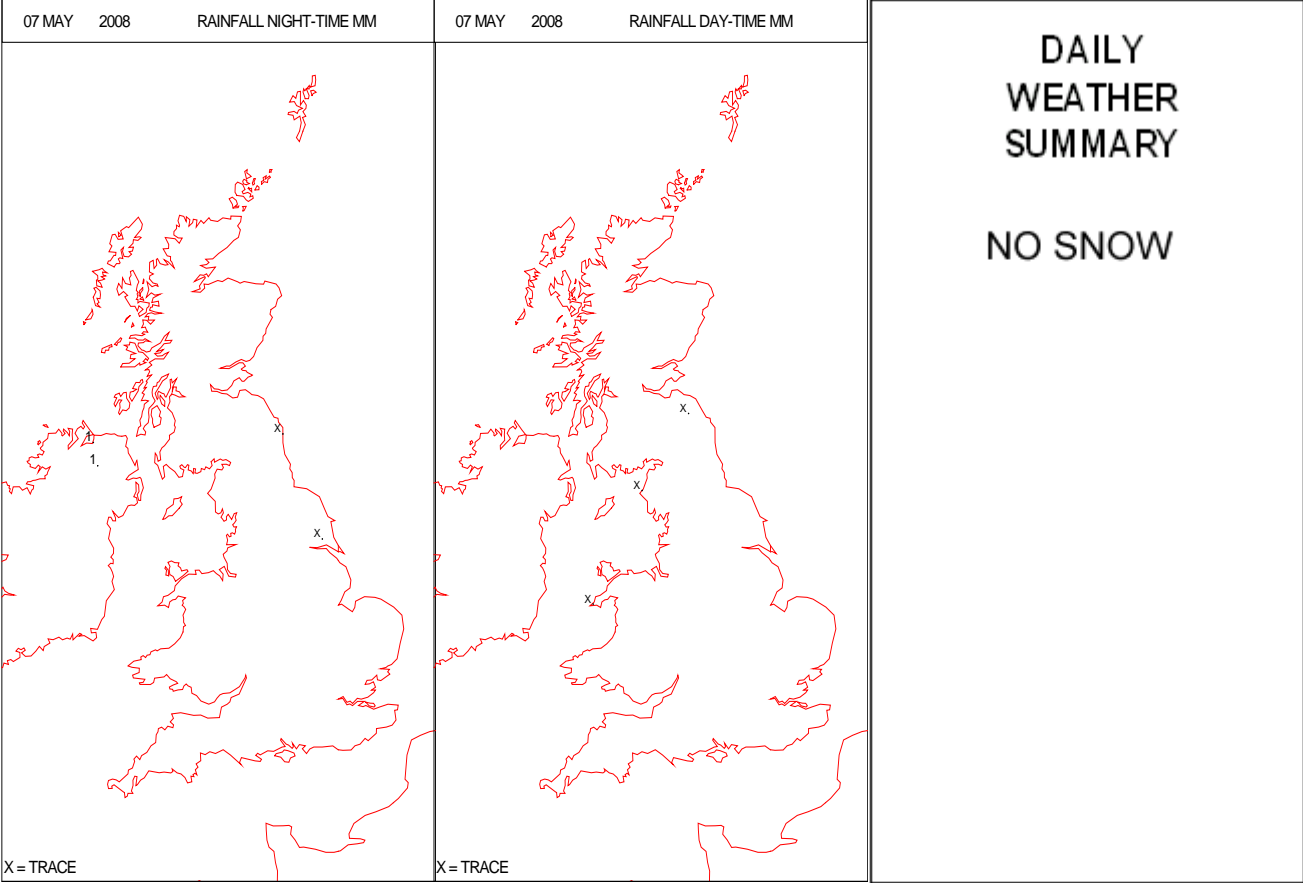 07 MAY 2008 RAINFALL NIGHT-TIME MM
1
1.
X.
X.
X = TRACE
07 MAY 2008 RAINFALL DAY-TIME MM
X.
X.
X.
X = TRACE
DAILY
WEATHER
SUMMARY
NO SNOW